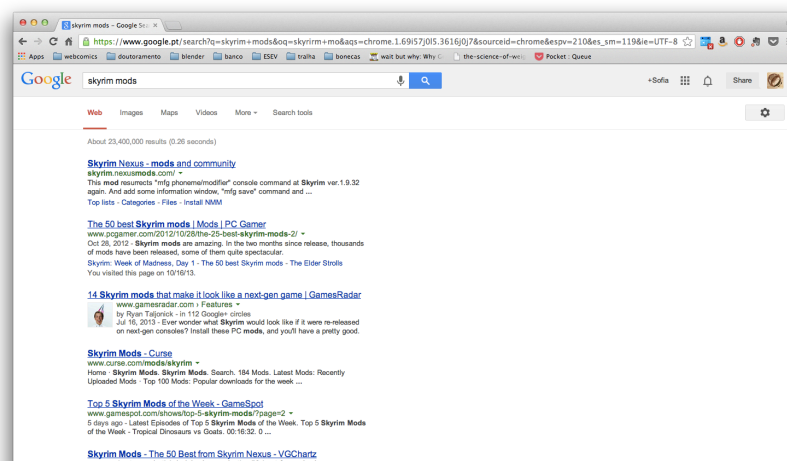 skyrim mods - Google Sea
https://www.google.pt/search?q=skyrim+mods&oq=skyrirm+mo&aqs=chrome.1.69i57j0l5.3616j0j7&sourceid=chrome&espv=210&es_sm=119&ie=UTF-8
Apps webcomics doutoramento blender banco ESEV tralha bonecas wait but why: Why G the-science-of-weig Pocket : Queue
Google skyrim mods +Sofia Share
Web Images Maps Videos More Search tools
About 23,400,000 results (0.26 seconds)
Skyrim Nexus - mods and community
skyrim.nexusmods.com/
This mod resurrects "mfg phoneme/modifier" console command at Skyrim ver.1.9.32
again. And add some information window, "mfg save" command and ...
Top lists - Categories - Files - Install NMM
The 50 best Skyrim mods | Mods | PC Gamer
www.pcgamer.com/2012/10/28/the-25-best-skyrim-mods-2/
Oct 28, 2012 - Skyrim mods are amazing. In the two months since release, thousands
of mods have been released, some of them quite spectacular.
Skyrim: Week of Madness, Day 1 - The 50 best Skyrim mods - The Elder Strolls
You visited this page on 10/16/13.
14 Skyrim mods that make it look like a next-gen game | GamesRadar
www.gamesradar.com › Features
by Ryan Taljonick - in 112 Google+ circles
Jul 16, 2013 - Ever wonder what Skyrim would look like if it were re-released
on next-gen consoles? Install these PC mods, and you'll have a pretty good.
Skyrim Mods - Curse
www.curse.com/mods/skyrim
Home · Skyrim Mods. Skyrim Mods. Search. 184 Mods. Latest Mods: Recently
Uploaded Mods · Top 100 Mods: Popular downloads for the week ...
Top 5 Skyrim Mods of the Week - GameSpot
www.gamespot.com/shows/top-5-skyrim-mods/?page=2
5 days ago - Latest Episodes of Top 5 Skyrim Mods of the Week. Top 5 Skyrim Mods
of the Week - Tropical Dinosaurs vs Goats. 00:16:32. 0 ...
Skyrim Mods - The 50 Best from Skyrim Nexus - VGChartz